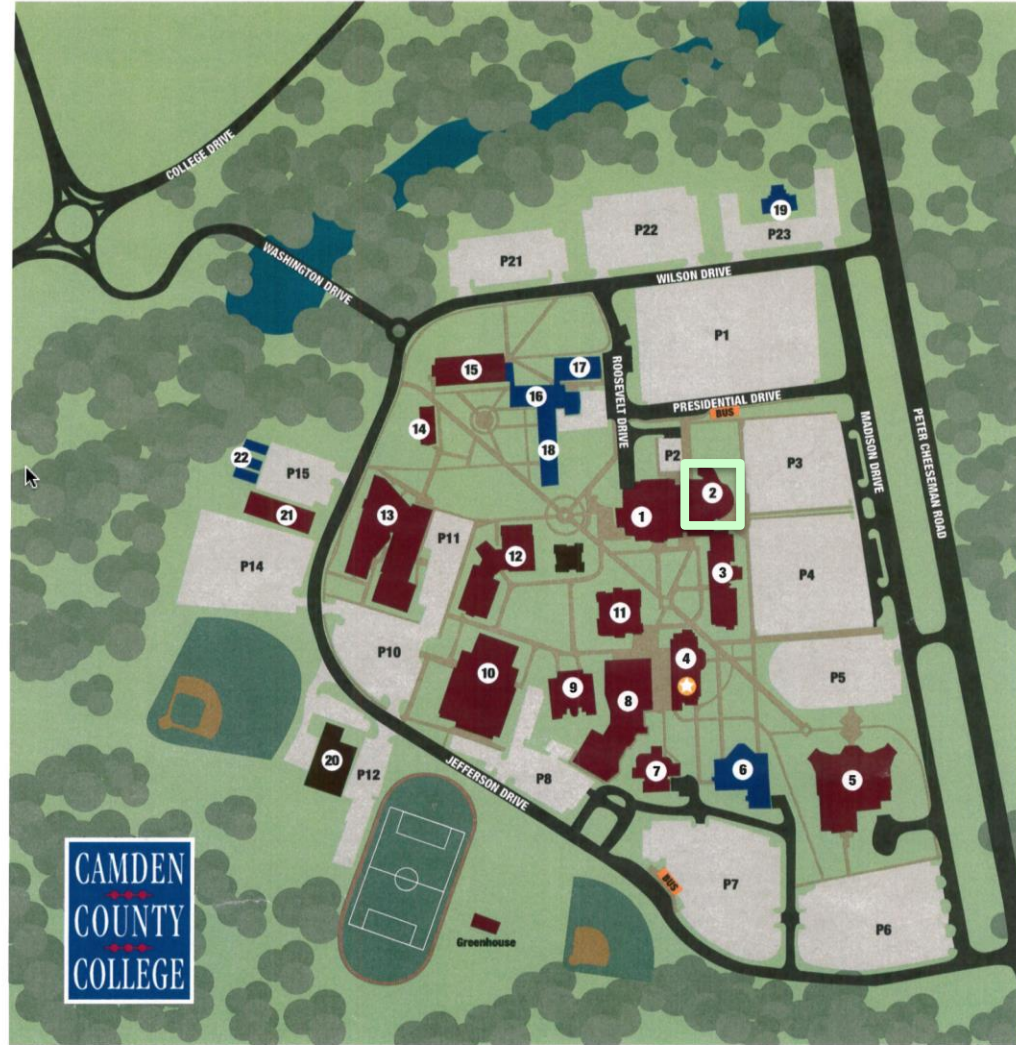 COLLEGE DRIVE
WASHINGTON DRIVE
19
P23
P22
P21
WILSON DRIVE
P1
15
17
16
ROOSEVELT DRIVE
PRESIDENTIAL DRIVE
BUS
14
18
22
P15
P2
P3
MADISON DRIVE
PETER CHEESEMAN ROAD
2
21
13
1
P11
P14
12
3
P4
11
P10
4
10
9
8
P5
20
P12
JEFFERSON DRIVE
P8
7
6
5
CAMDEN
COUNTY
COLLEGE
BUS
P7
P6
Greenhouse